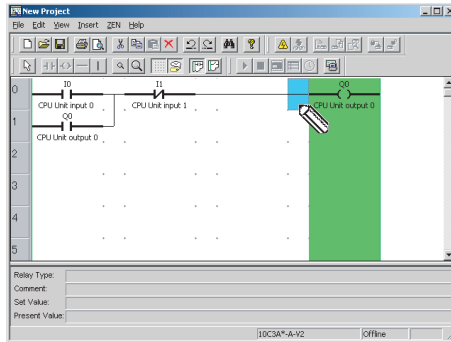 New Project
File Edit View Insert ZEN Help
0
I0
I1
Q0
CPU Unit input 0
CPU Unit input 1
CPU Unit output 0
1
Q0
CPU Unit output 0
2
3
4
5
Relay Type:
Comment:
Set Value:
Present Value:
10C3A*-A-V2
Offline